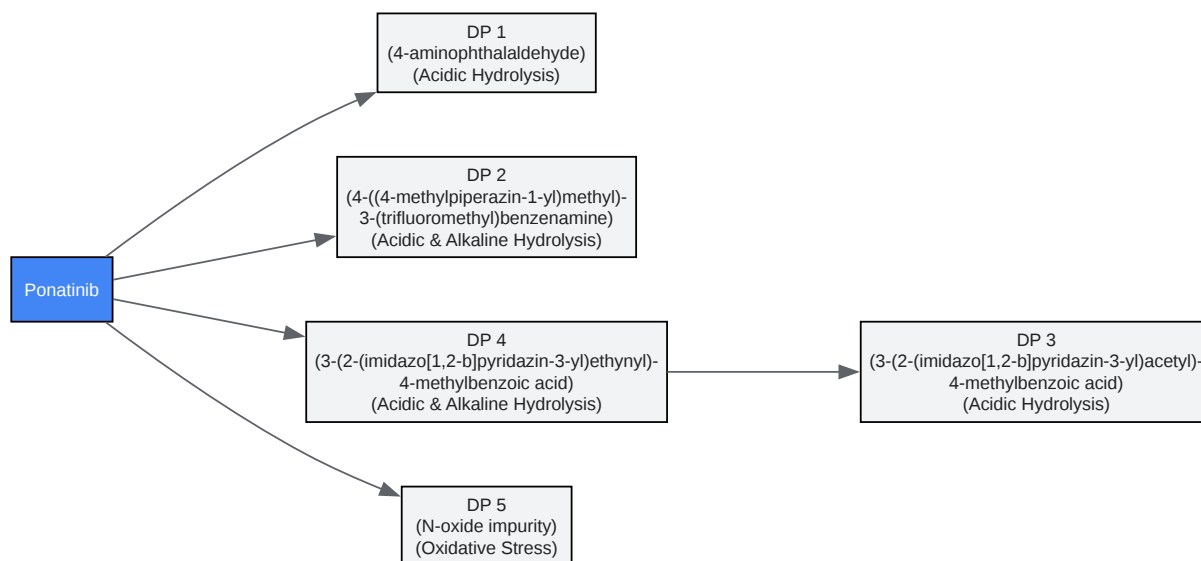 DP 1
(4-aminophthalaldehyde)
(Acidic Hydrolysis)
DP 2
(4-((4-methylpiperazin-1-yl)methyl)-
3-(trifluoromethyl)benzenamine)
(Acidic & Alkaline Hydrolysis)
Ponatinib
DP 4
(3-(2-(imidazo[1,2-b]pyridazin-3-yl)ethynyl)-
4-methylbenzoic acid)
(Acidic & Alkaline Hydrolysis)
DP 3
(3-(2-(imidazo[1,2-b]pyridazin-3-yl)acetyl)-
4-methylbenzoic acid)
(Acidic Hydrolysis)
DP 5
(N-oxide impurity)
(Oxidative Stress)